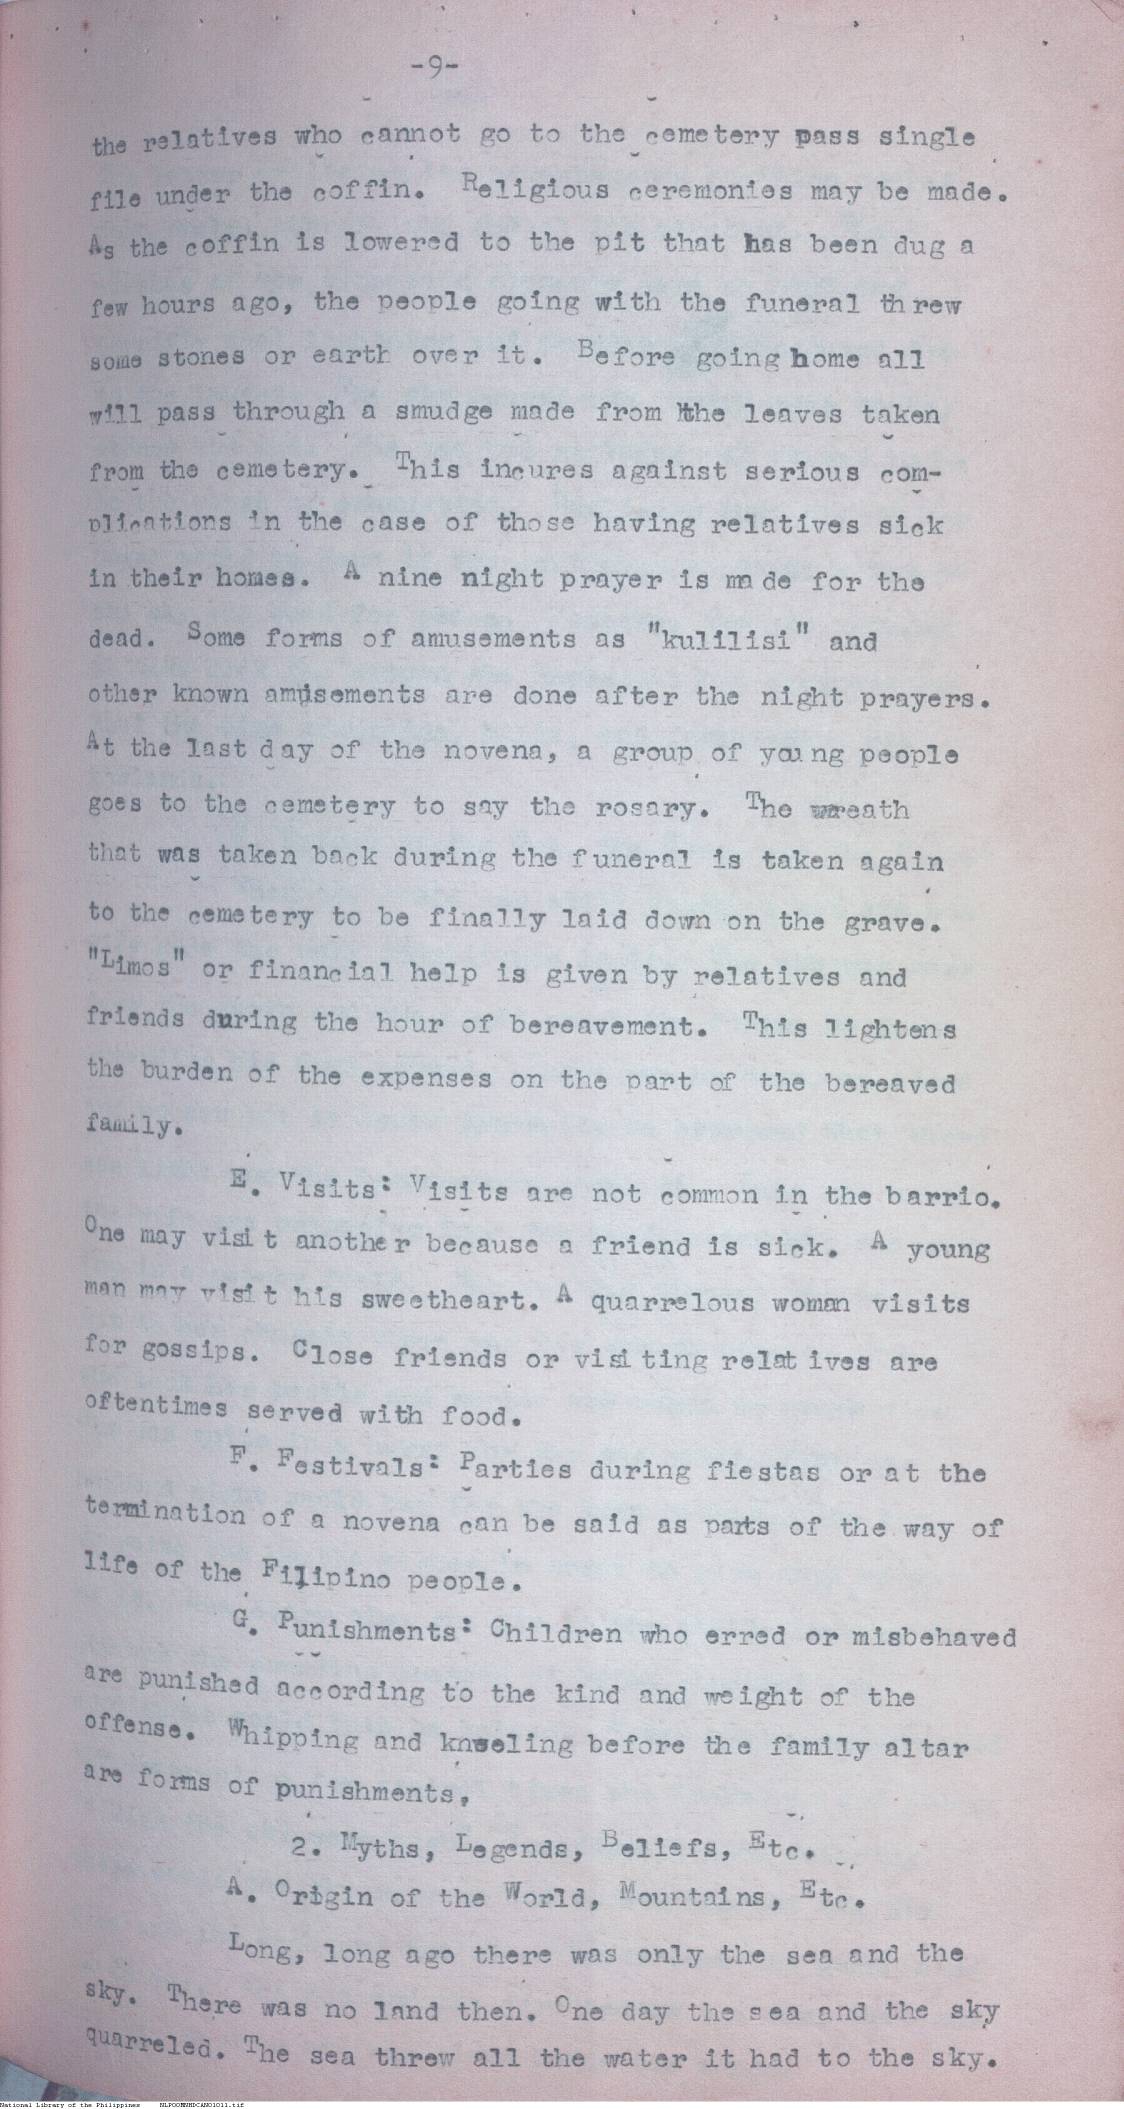 -9-
the relatives who cannot go to the cemetery pass single
file under the coffin. Religious ceremonies may be made.
As the coffin is lowered to the pit that has been dug a
few hours ago, the people going with the funeral threw
some stones or earth over it. Before going home all
will pass through a smudge made from the leaves taken
from the cemetery. This incures against serious com-
plications in the case of those having relatives sick
in their homes. A nine night prayer is made for the
dead. Some forms of amusements as "kulilisi" and
other known amusements are done after the night prayers.
At the last day of the novena, a group of young people
goes to the cemetery to say the rosary. The wreath
that was taken back during the funeral is taken again
to the cemetery to be finally laid down on the grave.
"Limos" or financial help is given by relatives and
friends during the hour of bereavement. This lightens
the burden of the expenses on the part of the bereaved
family.
E. Visits: Visits are not common in the barrio.
One may visit another because a friend is sick. A young
man may visit his sweetheart. A quarrelous woman visits
for gossips. Close friends or visiting relatives are
oftentimes served with food.
F. Festivals: Parties during fiestas or at the
termination of a novena can be said as parts of the way of
life of the Filipino people.
G. Punishments: Children who erred or misbehaved
are punished according to the kind and weight of the
offense. Whipping and kneeling before the family altar
are forms of punishments,
2. Myths, Legends, Beliefs, Etc.
A. Origin of the World, Mountains, Etc.
Long, long ago there was only the sea and the
sky. There was no land then. One day the sea and the sky
quarreled. The sea threw all the water it had to the sky.
National Library of the Philippines NLPOOMNHDCAN01011.tif